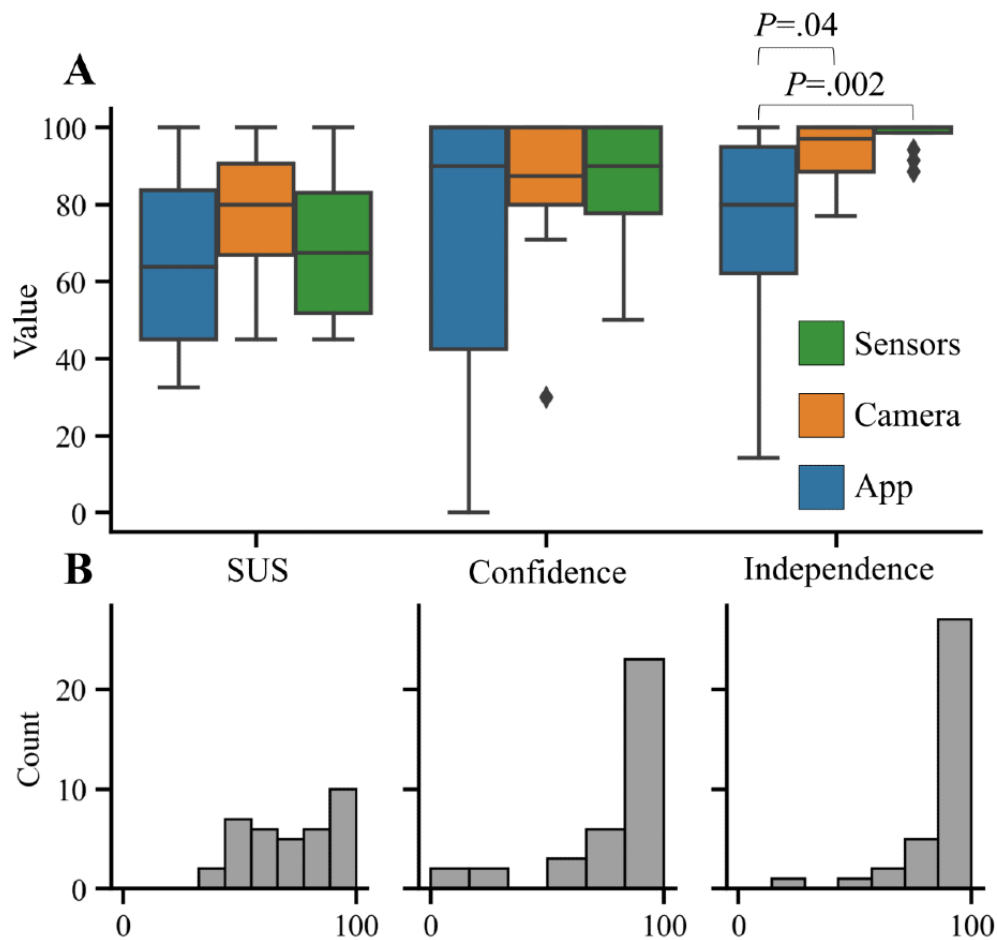 P=.04
A
P=.002
100
80
60
40
20
0
Value
Sensors
Camera
App
SUS
Confidence
Independence
B
20
10
0
Count
0
100
0
100
0
100